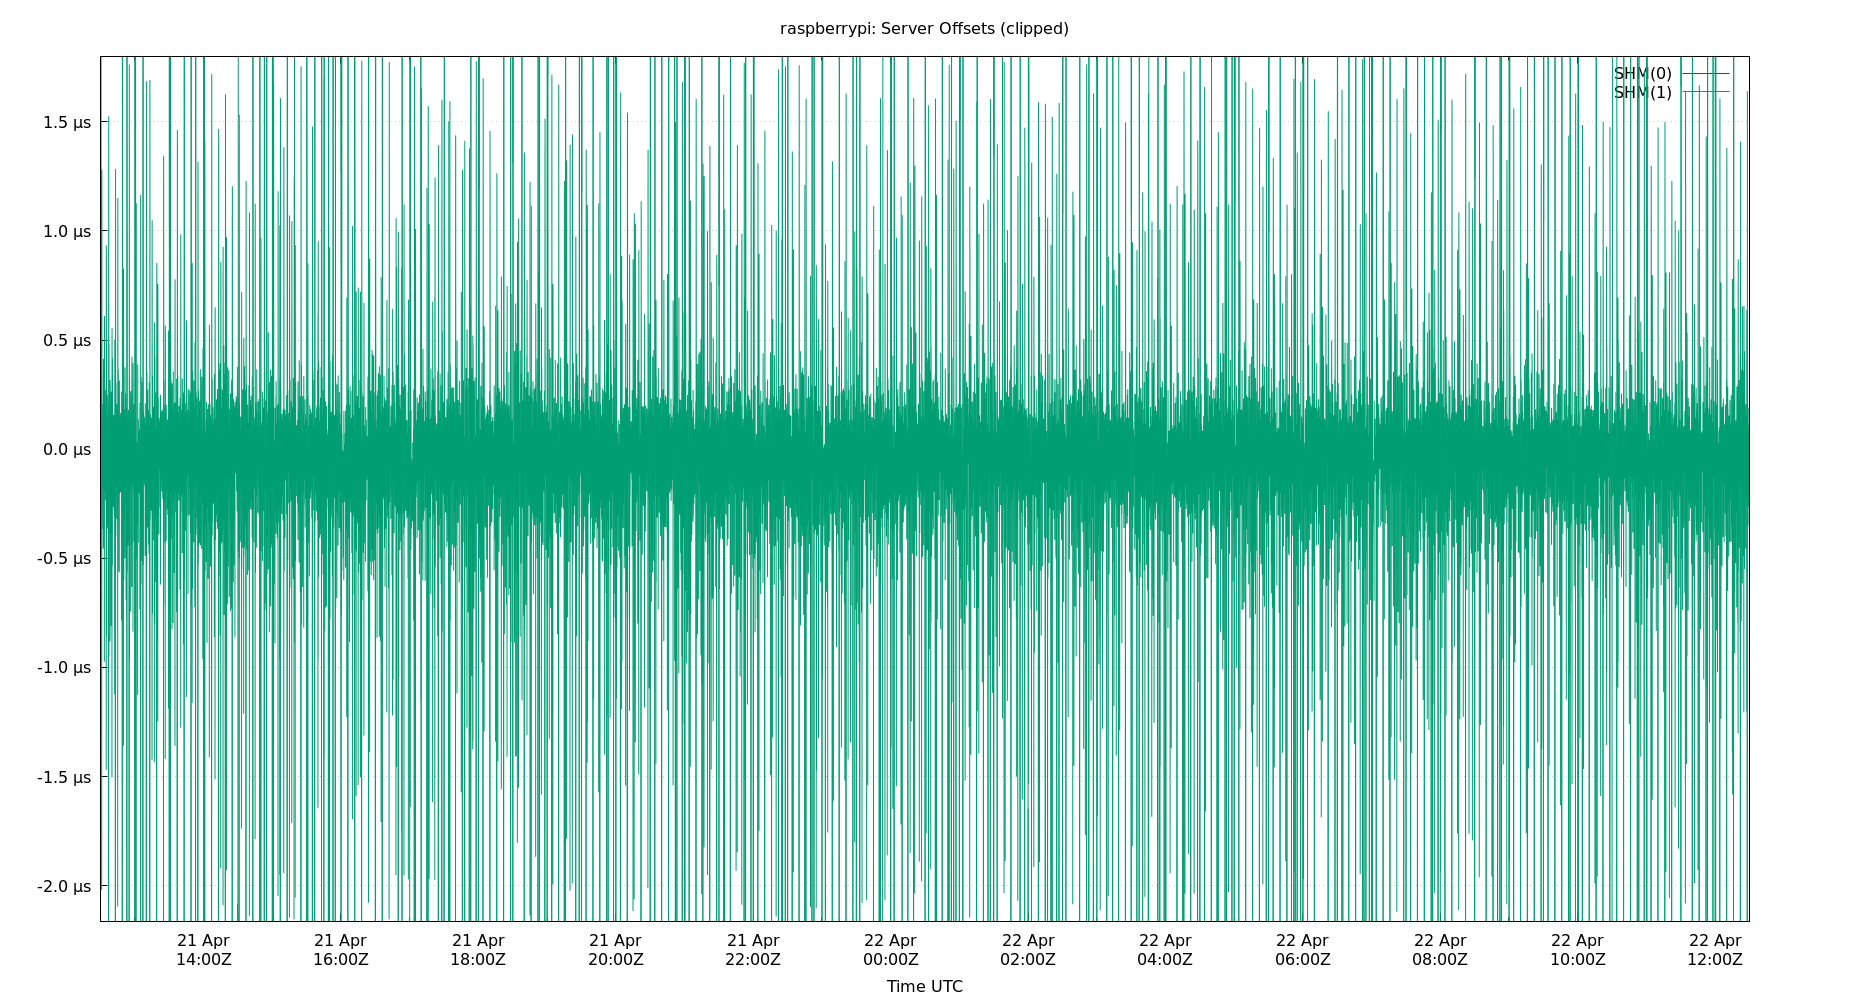 raspberrypi: Server Offsets (clipped)
SHM(0)
SHM(1)
1.5 µs
1.0 µs
0.5 µs
0.0 µs
-0.5 µs
-1.0 µs
-1.5 µs
-2.0 µs
21 Apr 21 Apr 21 Apr 21 Apr 21 Apr 22 Apr 22 Apr 22 Apr 22 Apr 22 Apr 22 Apr 22 Apr
14:00Z 16:00Z 18:00Z 20:00Z 22:00Z 00:00Z 02:00Z 04:00Z 06:00Z 08:00Z 10:00Z 12:00Z
Time UTC